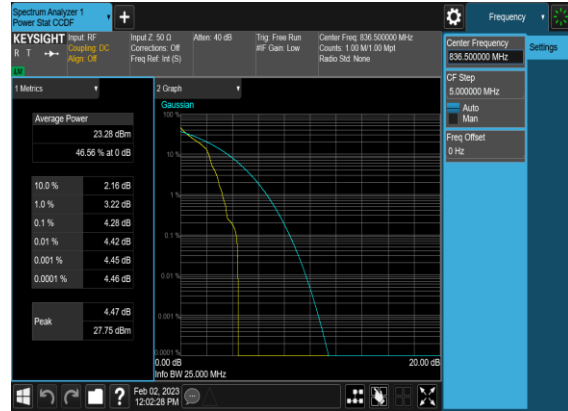 Spectrum Analyzer 1
Power Stat CCDF
+
Frequency
KEYSIGHT
R T
LXI
Input: RF
Coupling: DC
Align: Off
Input Z: 50 Ω
Corrections: Off
Freq Ref: Int (S)
Atten: 40 dB
Trig: Free Run
#IF Gain: Low
Center Freq: 836.500000 MHz
Counts: 1.00 M/1.00 Mpt
Radio Std: None
Center Frequency
836.500000 MHz
Settings
CF Step
5.000000 MHz
Auto
Man
Freq Offset
0 Hz
1 Metrics
Average Power
23.28 dBm
46.56 % at 0 dB
10.0 % 2.16 dB
1.0 % 3.22 dB
0.1 % 4.28 dB
0.01 % 4.42 dB
0.001 % 4.45 dB
0.0001 % 4.46 dB
Peak
4.47 dB
27.75 dBm
2 Graph
Gaussian
100 %
10 %
1 %
0.1 %
0.01 %
0.001 %
0.0001 %
0.00 dB 20.00 dB
Info BW 25.000 MHz
?
Feb 02, 2023
12:02:28 PM